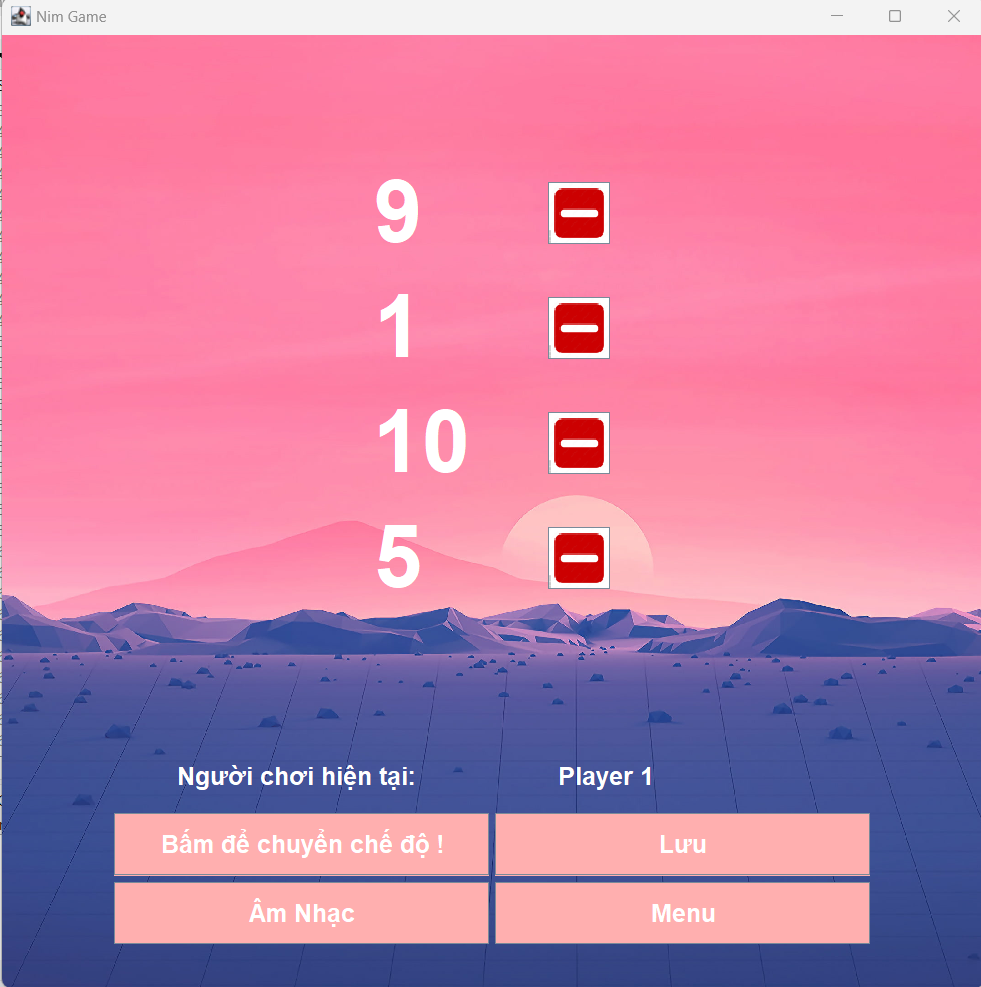 Nim Game
9
1
10
5
Người chơi hiện tại: Player 1
Bấm để chuyển chế độ !
Lưu
Âm Nhạc
Menu